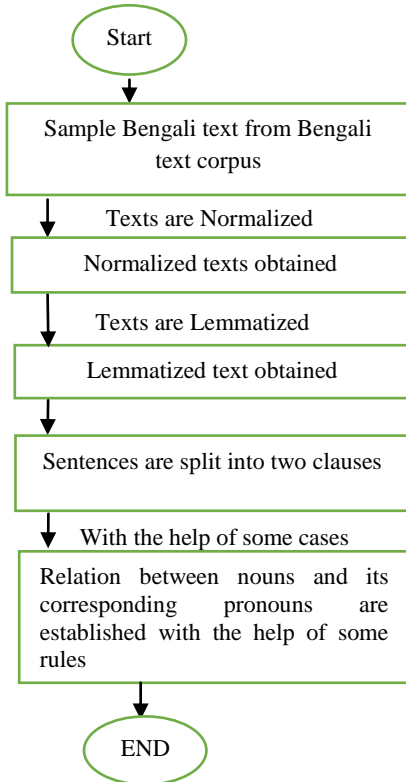 Start
Sample Bengali text from Bengali
text corpus
Texts are Normalized
Normalized texts obtained
Texts are Lemmatized
Lemmatized text obtained
Sentences are split into two clauses
With the help of some cases
Relation between nouns and its
corresponding pronouns are
established with the help of some
rules
END